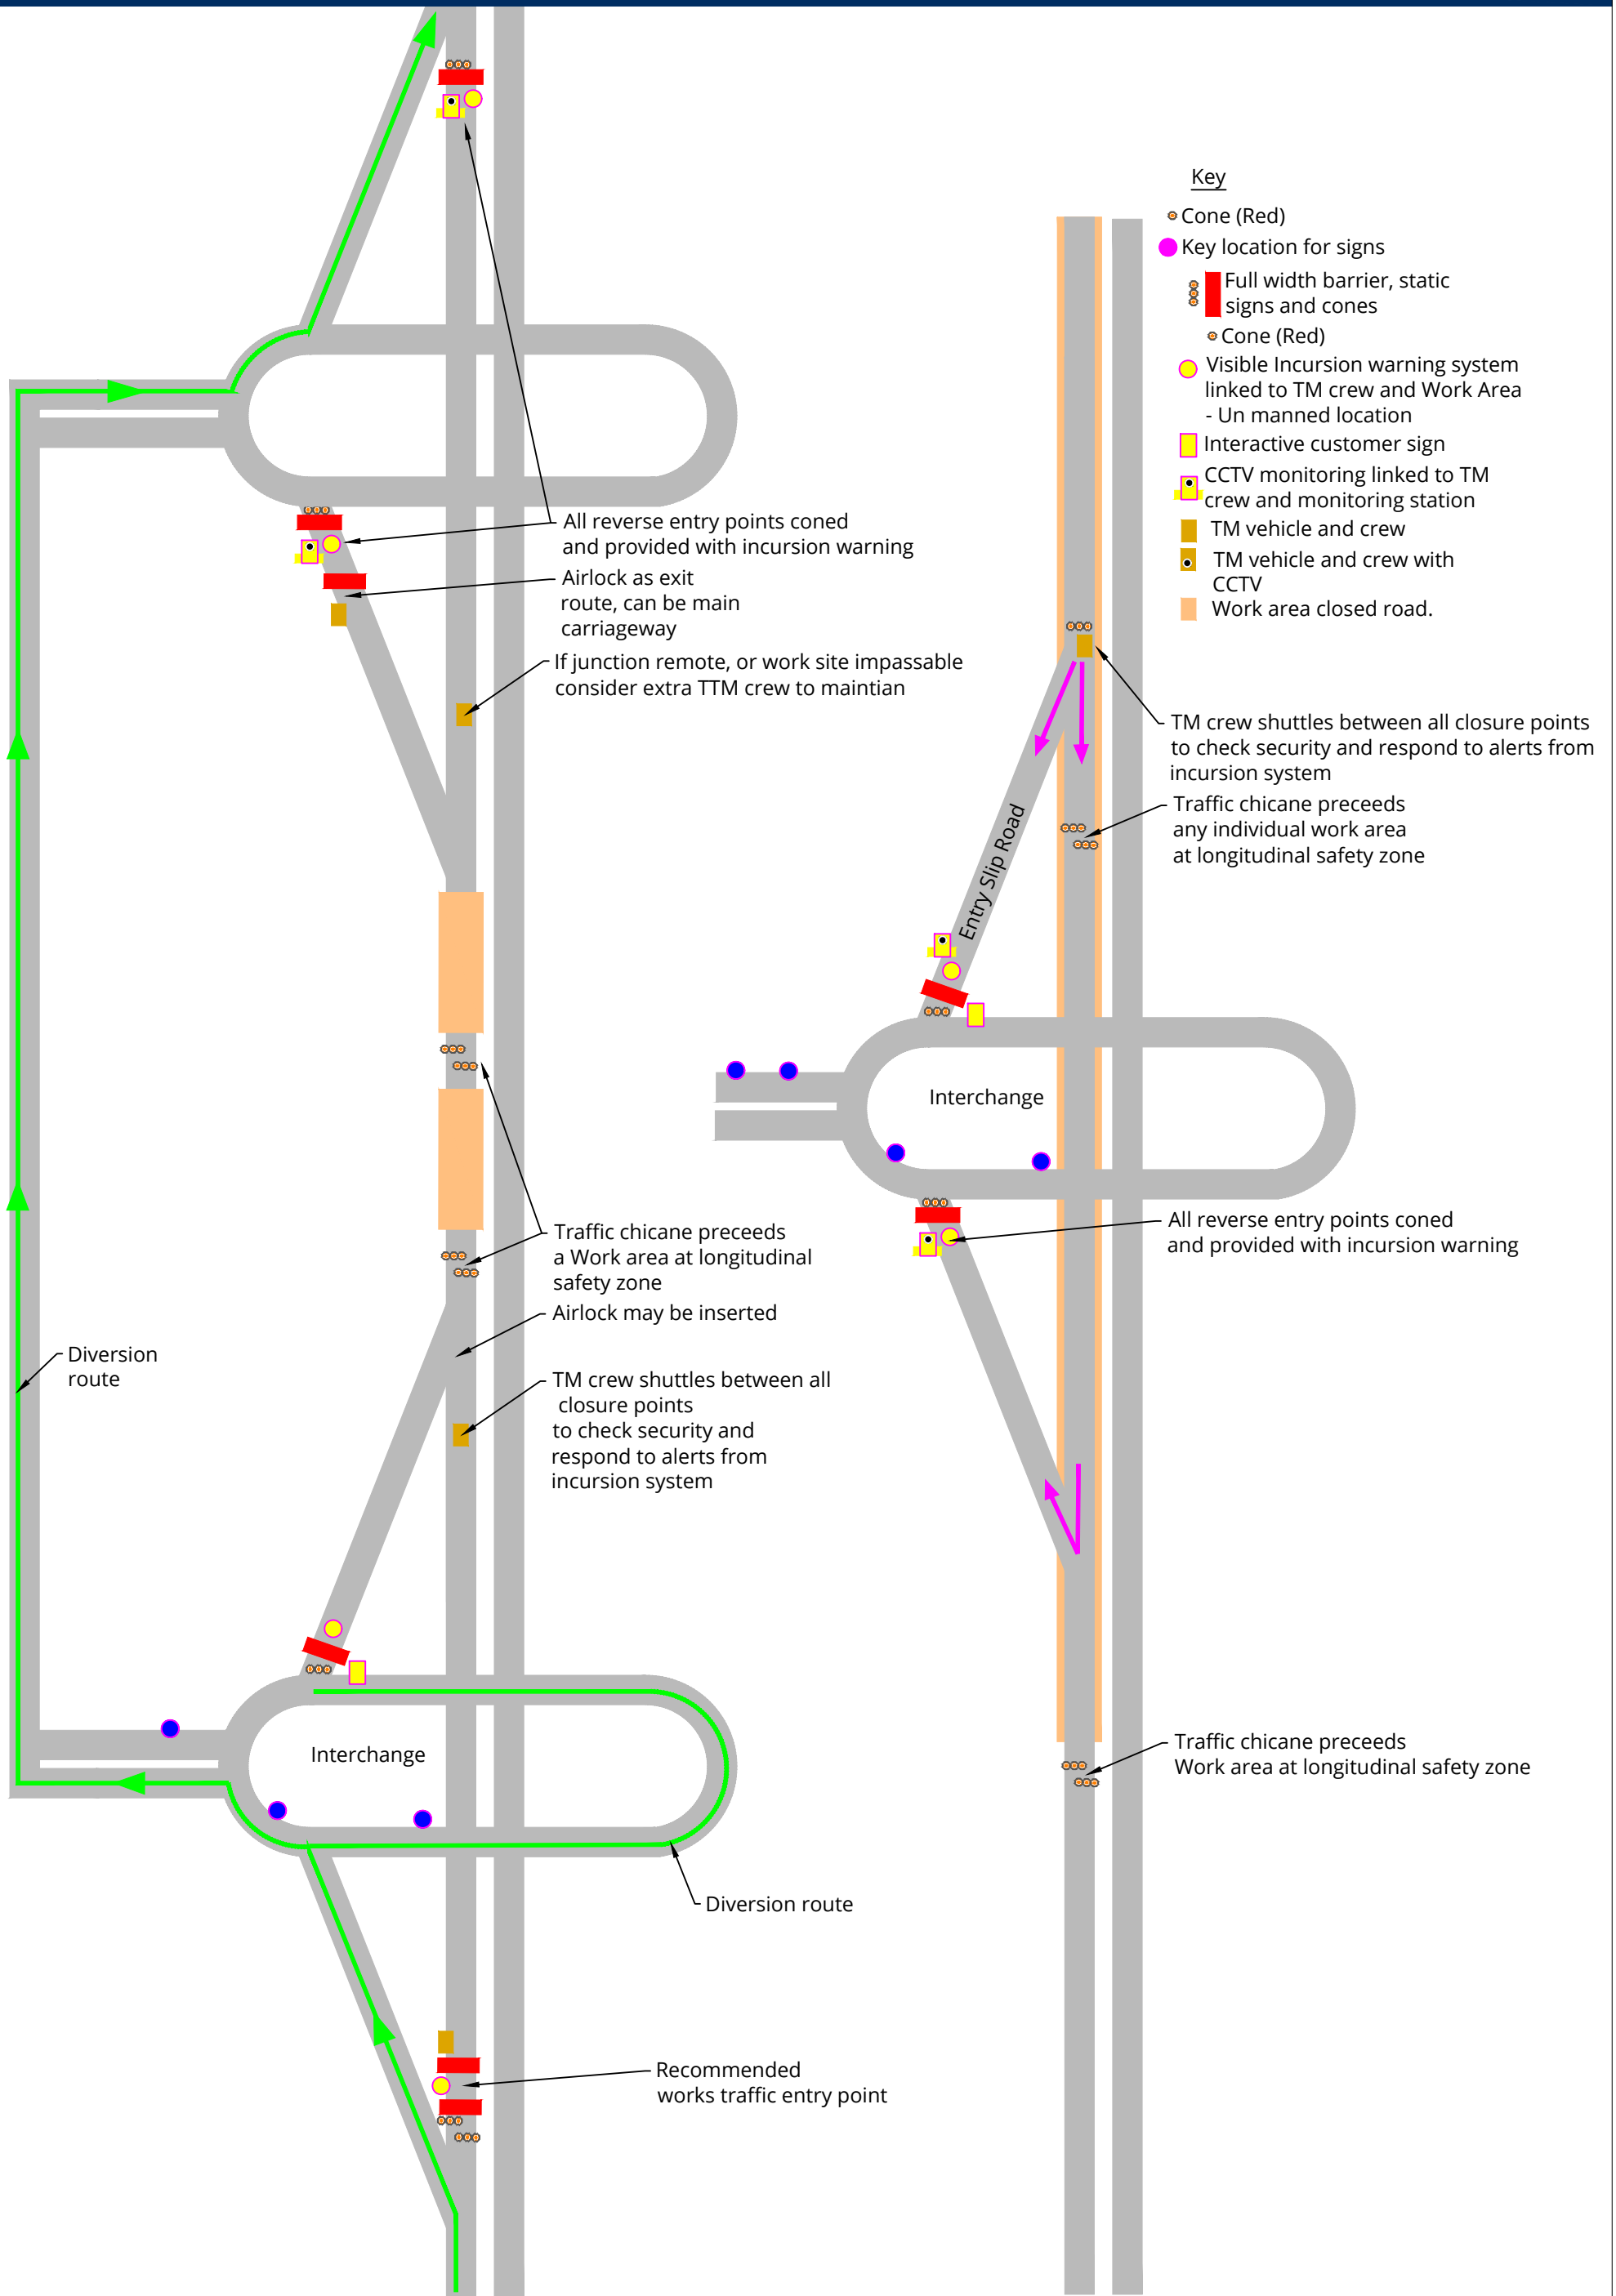 Key
Cone (Red)
Key location for signs
Full width barrier, static
signs and cones
Cone (Red)
Visible Incursion warning system
linked to TM crew and Work Area
- Un manned location
Interactive customer sign
CCTV monitoring linked to TM
crew and monitoring station
TM vehicle and crew
TM vehicle and crew with
CCTV
Work area closed road.
All reverse entry points coned
and provided with incursion warning
Airlock as exit
route, can be main
carriageway
If junction remote, or work site impassable
consider extra TTM crew to maintian
Traffic chicane preceeds
a Work area at longitudinal
safety zone
Airlock may be inserted
Diversion
route
TM crew shuttles between all
closure points
to check security and
respond to alerts from
incursion system
Interchange
Diversion route
Recommended
works traffic entry point
TM crew shuttles between all closure points
to check security and respond to alerts from
incursion system
Traffic chicane preceeds
any individual work area
at longitudinal safety zone
Entry Slip Road
Interchange
All reverse entry points coned
and provided with incursion warning
Traffic chicane preceeds
Work area at longitudinal safety zone